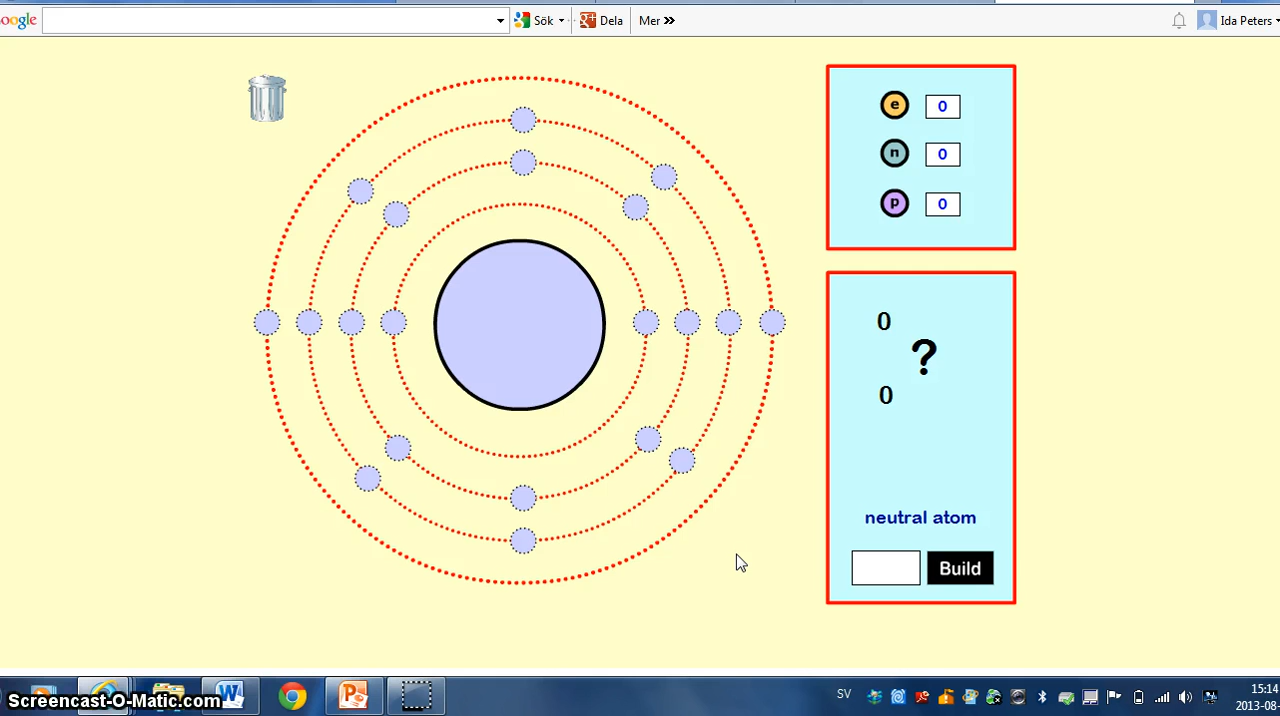 oogle Sök Dela Mer » Ida Peters
e 0
n 0
p 0
0
?
0
neutral atom
Build
Screencast-O-Matic.com W P SV 15:14
2013-08